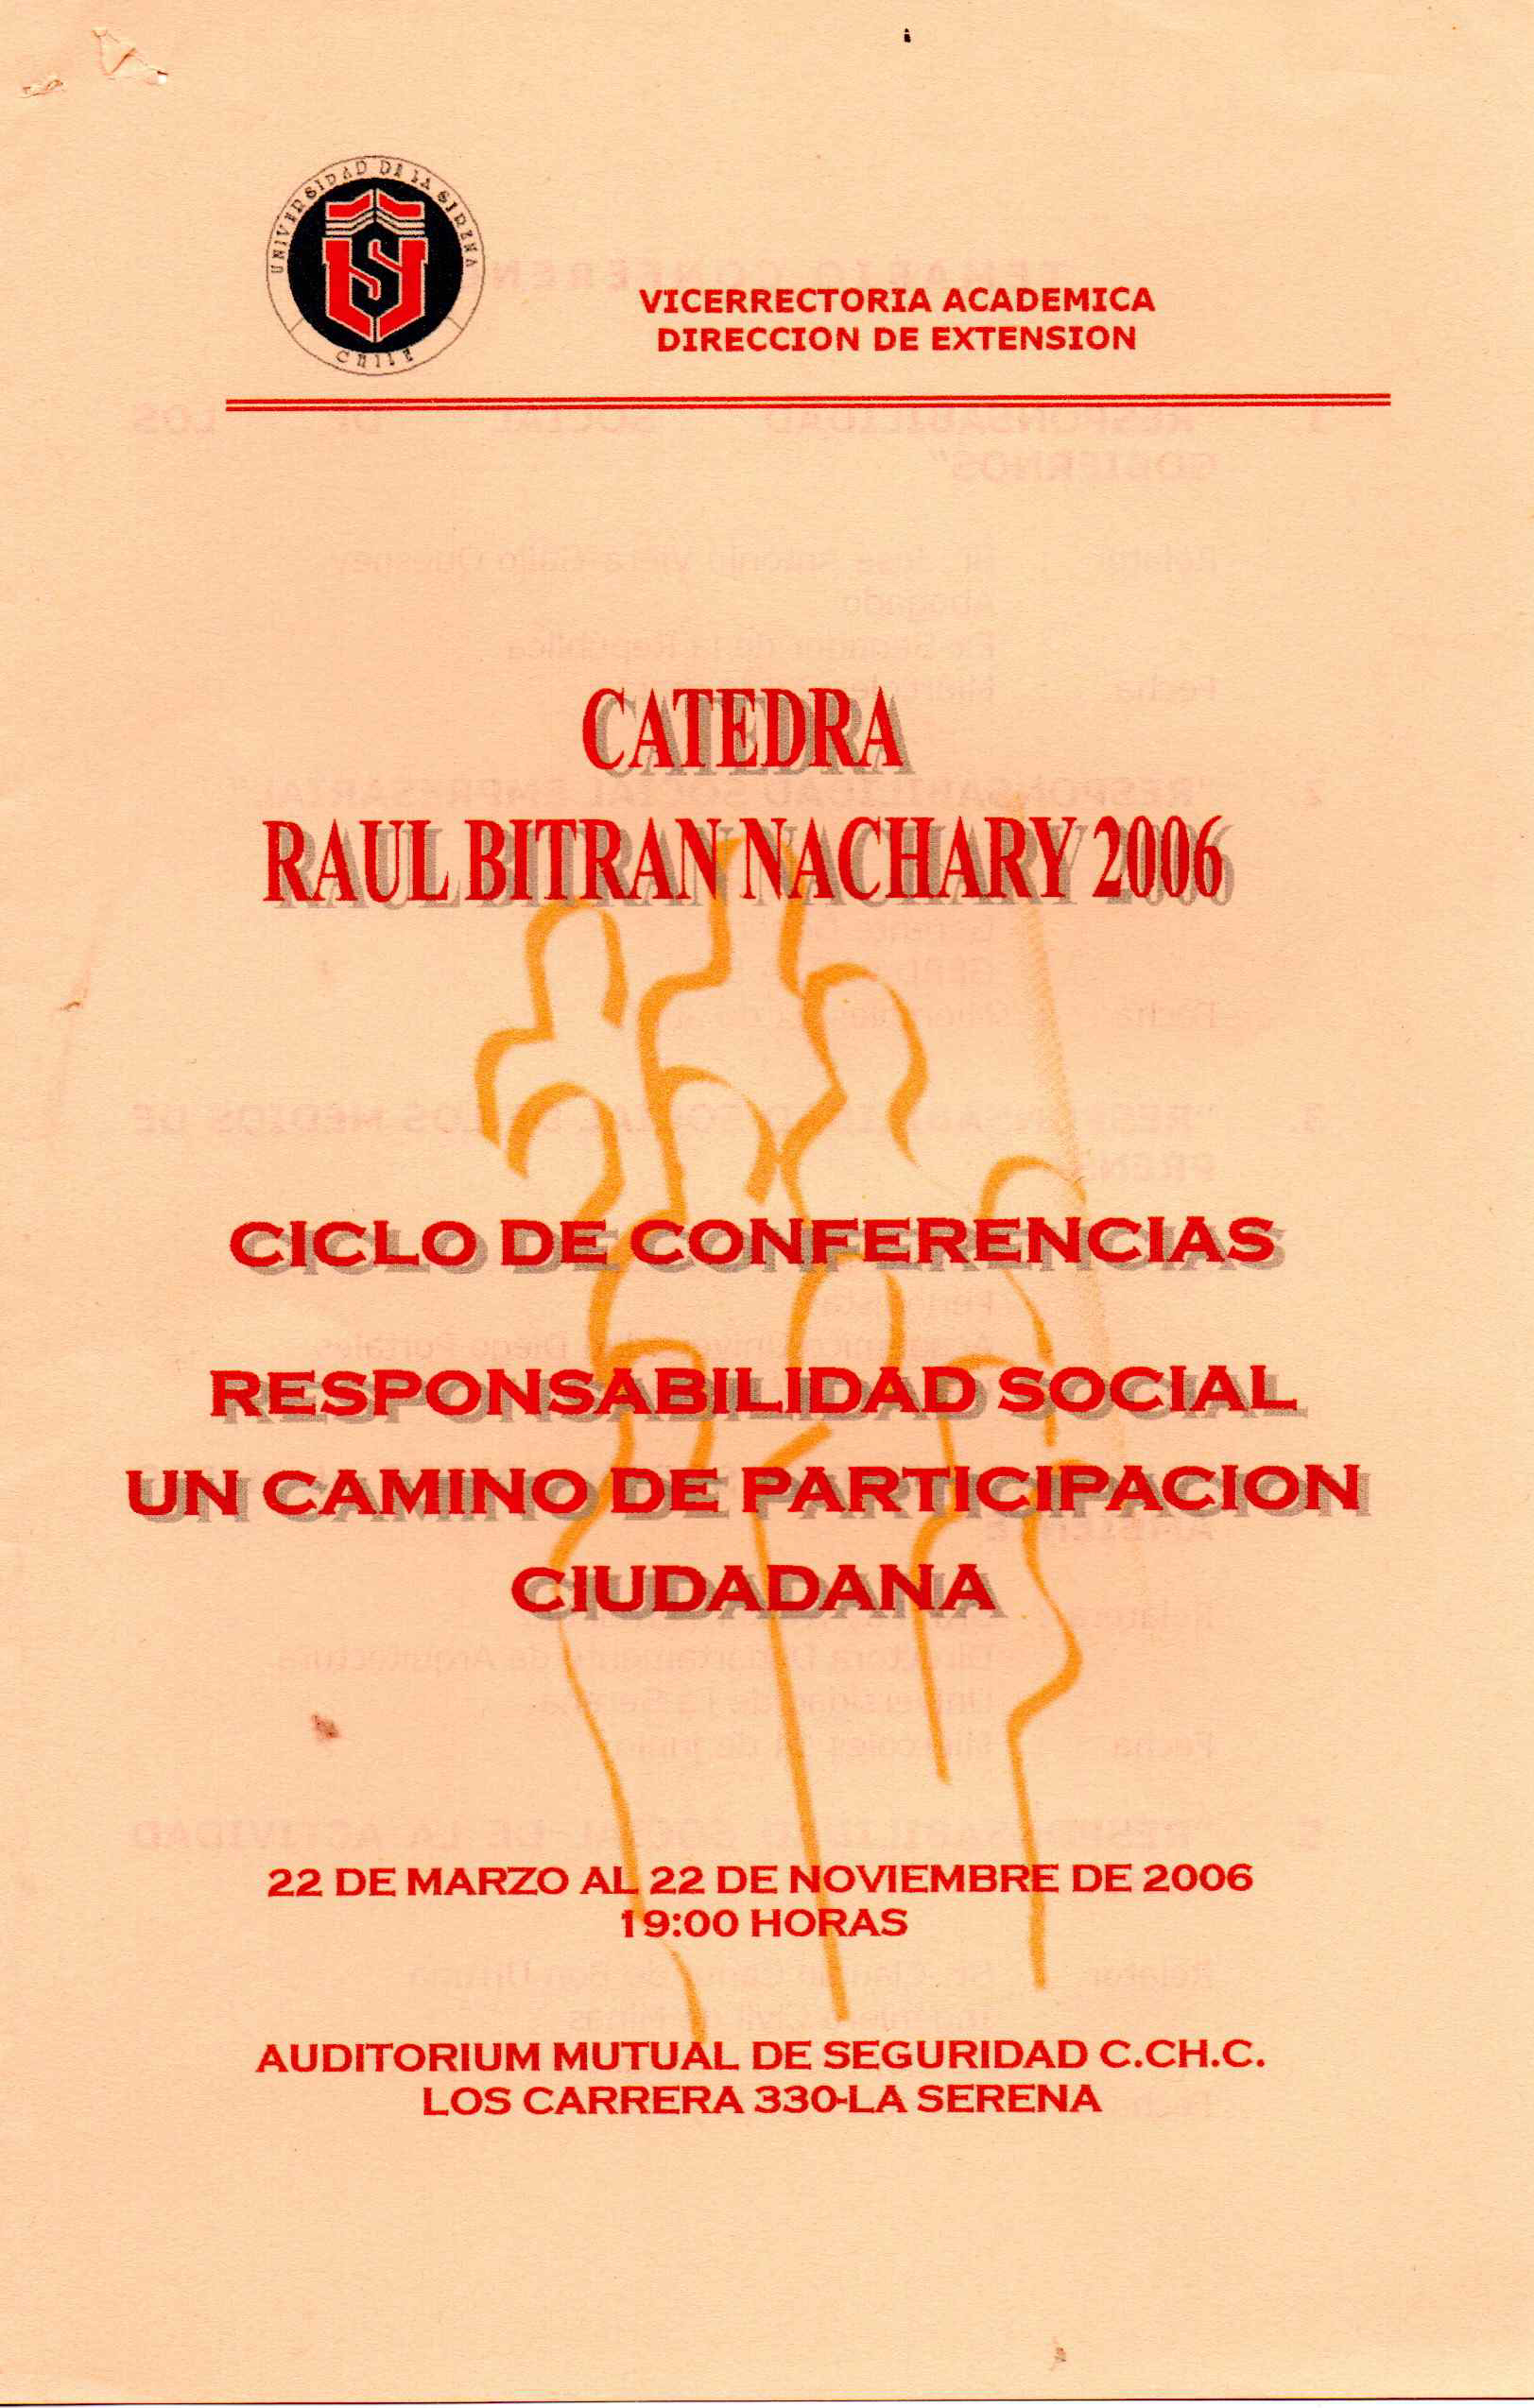 UNIVERSIDAD DE LA SERENA
CHILE
VICERRECTORIA ACADEMICA
DIRECCION DE EXTENSION
CATEDRA
RAUL BITRAN NACHARY 2006
CICLO DE CONFERENCIAS
RESPONSABILIDAD SOCIAL
UN CAMINO DE PARTICIPACION
CIUDADANA
22 DE MARZO AL 22 DE NOVIEMBRE DE 2006
19:00 HORAS
AUDITORIUM MUTUAL DE SEGURIDAD C.CH.C.
LOS CARRERA 330-LA SERENA